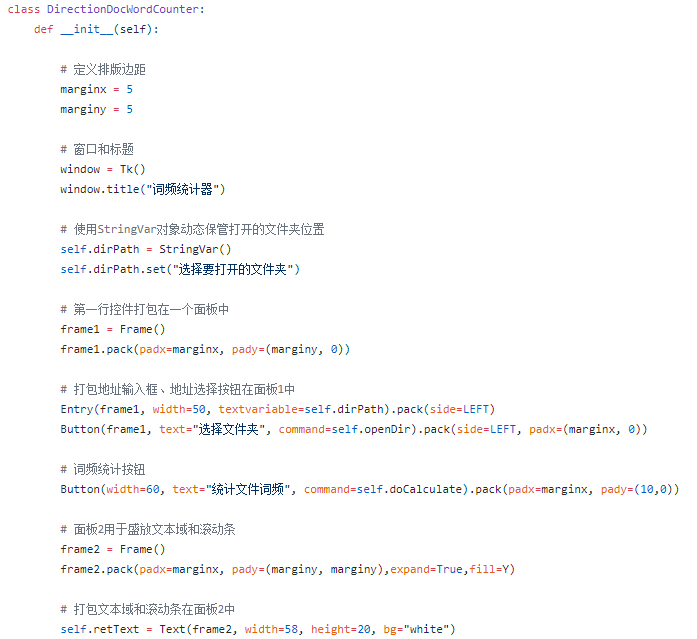 class DirectionDocWordCounter:
def __init__(self):
# 定义排版边距
marginx = 5
marginy = 5
# 窗口和标题
window = Tk()
window.title("词频统计器")
# 使用StringVar对象动态保管打开的文件夹位置
self.dirPath = StringVar()
self.dirPath.set("选择要打开的文件夹")
# 第一行控件打包在一个面板中
frame1 = Frame()
frame1.pack(padx=marginx, pady=(marginy, 0))
# 打包地址输入框、地址选择按钮在面板1中
Entry(frame1, width=50, textvariable=self.dirPath).pack(side=LEFT)
Button(frame1, text="选择文件夹", command=self.openDir).pack(side=LEFT, padx=(marginx, 0))
# 词频统计按钮
Button(width=60, text="统计文件词频", command=self.doCalculate).pack(padx=marginx, pady=(10,0))
# 面板2用于盛放文本域和滚动条
frame2 = Frame()
frame2.pack(padx=marginx, pady=(marginy, marginy),expand=True,fill=Y)
# 打包文本域和滚动条在面板2中
self.retText = Text(frame2, width=58, height=20, bg="white")